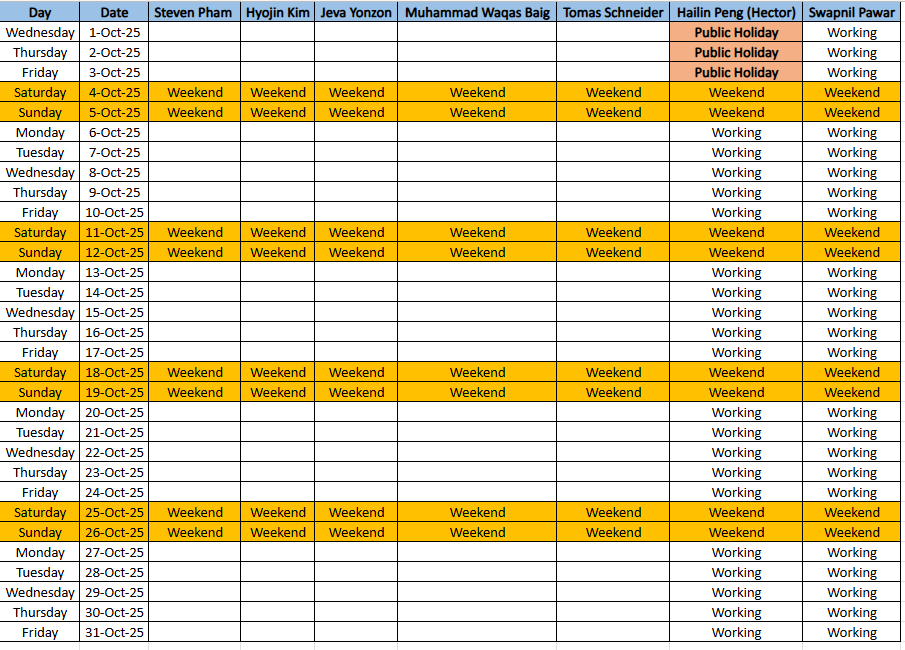 Day Date Steven Pham Hyojin Kim Jeva Yonzon Muhammad Waqas Baig Tomas Schneider Hailin Peng (Hector) Swapnil Pawar
Wednesday 1-Oct-25 Public Holiday Working
Thursday 2-Oct-25 Public Holiday Working
Friday 3-Oct-25 Public Holiday Working
Saturday 4-Oct-25 Weekend Weekend Weekend Weekend Weekend Weekend Weekend
Sunday 5-Oct-25 Weekend Weekend Weekend Weekend Weekend Weekend Weekend
Monday 6-Oct-25 Working Working
Tuesday 7-Oct-25 Working Working
Wednesday 8-Oct-25 Working Working
Thursday 9-Oct-25 Working Working
Friday 10-Oct-25 Working Working
Saturday 11-Oct-25 Weekend Weekend Weekend Weekend Weekend Weekend Weekend
Sunday 12-Oct-25 Weekend Weekend Weekend Weekend Weekend Weekend Weekend
Monday 13-Oct-25 Working Working
Tuesday 14-Oct-25 Working Working
Wednesday 15-Oct-25 Working Working
Thursday 16-Oct-25 Working Working
Friday 17-Oct-25 Working Working
Saturday 18-Oct-25 Weekend Weekend Weekend Weekend Weekend Weekend Weekend
Sunday 19-Oct-25 Weekend Weekend Weekend Weekend Weekend Weekend Weekend
Monday 20-Oct-25 Working Working
Tuesday 21-Oct-25 Working Working
Wednesday 22-Oct-25 Working Working
Thursday 23-Oct-25 Working Working
Friday 24-Oct-25 Working Working
Saturday 25-Oct-25 Weekend Weekend Weekend Weekend Weekend Weekend Weekend
Sunday 26-Oct-25 Weekend Weekend Weekend Weekend Weekend Weekend Weekend
Monday 27-Oct-25 Working Working
Tuesday 28-Oct-25 Working Working
Wednesday 29-Oct-25 Working Working
Thursday 30-Oct-25 Working Working
Friday 31-Oct-25 Working Working